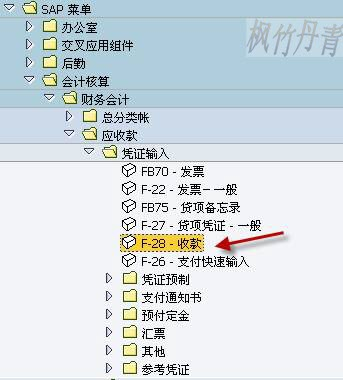 SAP 菜单
枫竹丹青
办公室
交叉应用组件
后勤
会计核算
财务会计
总分类帐
应收款
凭证输入
FB70 - 发票
F-22 - 发票－一般
FB75 - 贷项备忘录
F-27 - 贷项凭证 - 一般
F-28 - 收款
F-26 - 支付快速输入
凭证预制
支付通知书
预付定金
汇票
其他
参考凭证